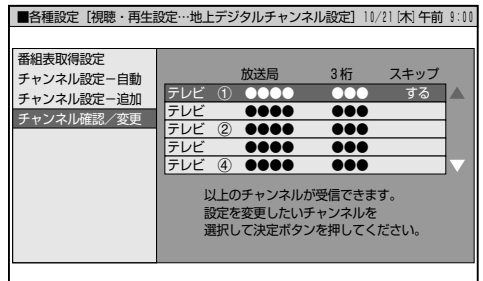 ■各種設定［視聴・再生設定…地上デジタルチャンネル設定］ 10/21［木］午前 9:00
番組表取得設定
チャンネル設定－自動
チャンネル設定－追加
チャンネル確認／変更
放送局 3桁 スキップ
テレビ ① ●●●● ●●● する
テレビ ●●●● ●●●
テレビ ② ●●●● ●●●
テレビ ●●●● ●●●
テレビ ④ ●●●● ●●●
以上のチャンネルが受信できます。
設定を変更したいチャンネルを
選択して決定ボタンを押してください。